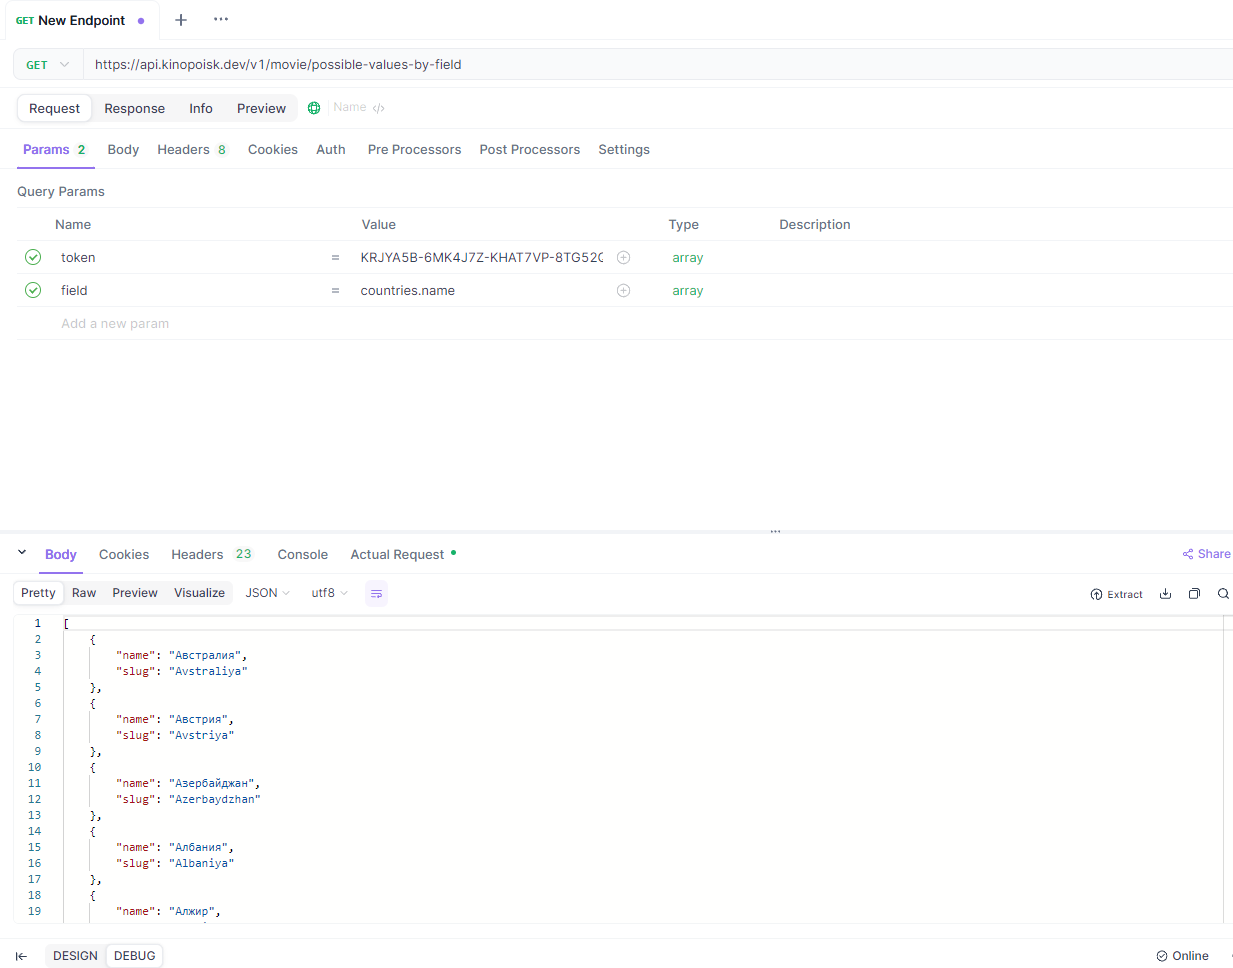 GET New Endpoint
GET https://api.kinopoisk.dev/v1/movie/possible-values-by-field
Request Response Info Preview Name </>
Params 2 Body Headers 8 Cookies Auth Pre Processors Post Processors Settings
Query Params
Name Value Type Description
token = KRJYA5B-6MK4J7Z-KHAT7VP-8TG52 array
field = countries.name array
Add a new param
Body Cookies Headers 23 Console Actual Request Share
Pretty Raw Preview Visualize JSON utf8 Extract
1 [
2 {
3 "name": "Австралия",
4 "slug": "Avstraliya"
5 },
6 {
7 "name": "Австрия",
8 "slug": "Avstriya"
9 },
10 {
11 "name": "Азербайджан",
12 "slug": "Azerbaydzhan"
13 },
14 {
15 "name": "Албания",
16 "slug": "Albaniya"
17 },
18 {
19 "name": "Алжир",
DESIGN DEBUG Online